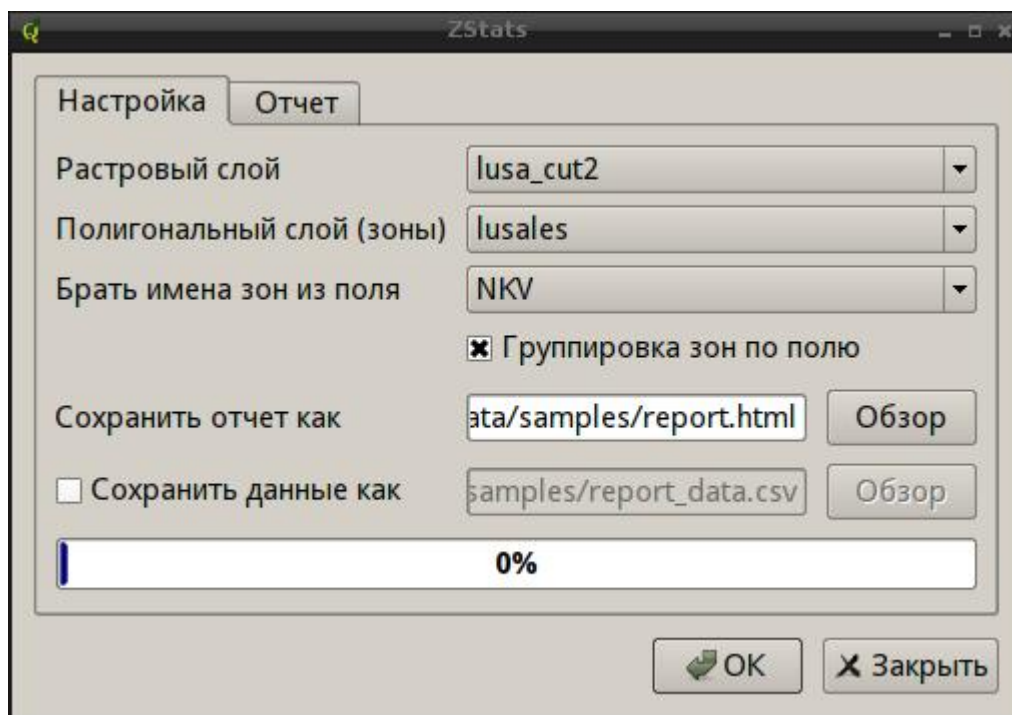 ZStats
Настройка Отчет
Растровый слой lusa_cut2
Полигональный слой (зоны) lusales
Брать имена зон из поля NKV
Группировка зон по полю
Сохранить отчет как ata/samples/report.html Обзор
Сохранить данные как samples/report_data.csv Обзор
0%
OK Закрыть